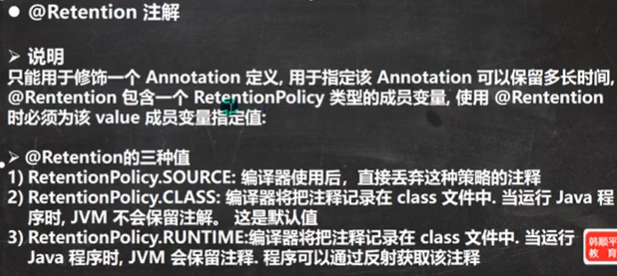 ● @Retention 注解
➢ 说明
只能用于修饰一个 Annotation 定义, 用于指定该 Annotation 可以保留多长时间,
@Rentention 包含一个 RetentionPolicy 类型的成员变量, 使用 @Rentention
时必须为该 value 成员变量指定值:
➢ @Retention的三种值
1) RetentionPolicy.SOURCE: 编译器使用后，直接丢弃这种策略的注释
2) RetentionPolicy.CLASS: 编译器将把注释记录在 class 文件中. 当运行 Java 程
序时, JVM 不会保留注解。 这是默认值
3) RetentionPolicy.RUNTIME:编译器将把注释记录在 class 文件中. 当运行
Java 程序时, JVM 会保留注释. 程序可以通过反射获取该注释
韩顺平
教 育